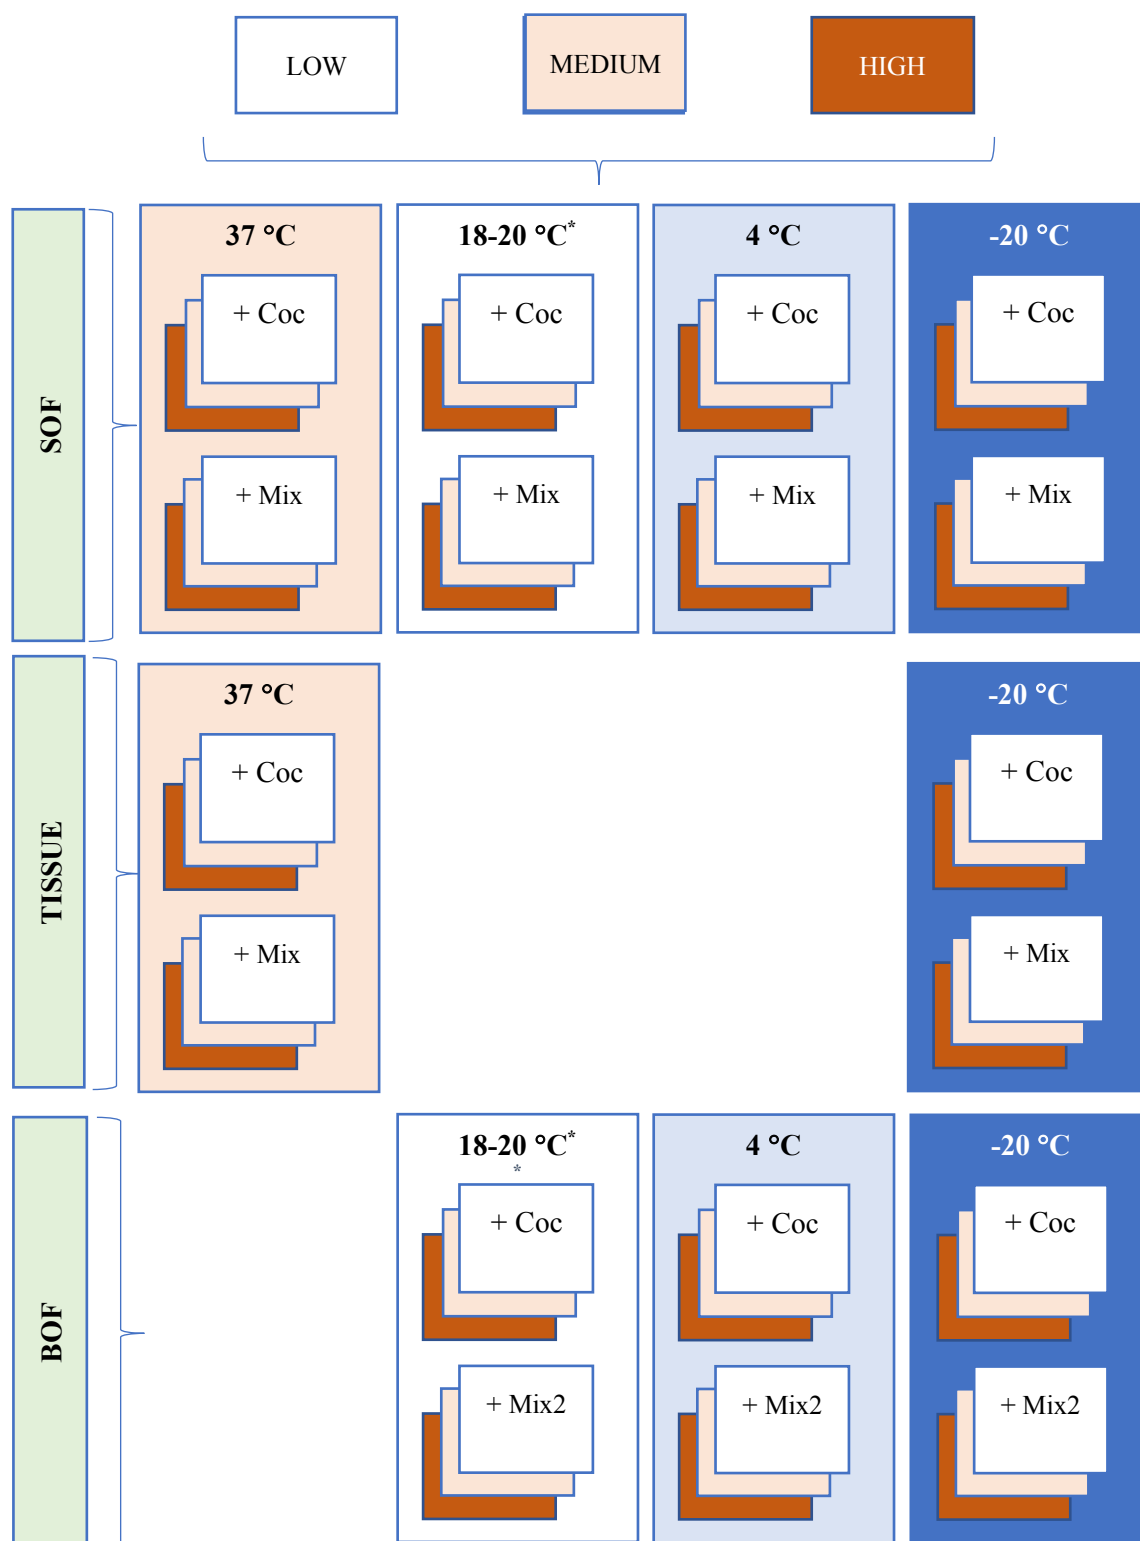 LOW
MEDIUM
HIGH
SOF
37 °C
18-20 °C*
4 °C
-20 °C
+ Coc
+ Coc
+ Coc
+ Coc
+ Mix
+ Mix
+ Mix
+ Mix
TISSUE
37 °C
-20 °C
+ Coc
+ Coc
+ Mix
+ Mix
BOF
18-20 °C*
*
4 °C
-20 °C
+ Coc
+ Coc
+ Coc
+ Mix2
+ Mix2
+ Mix2